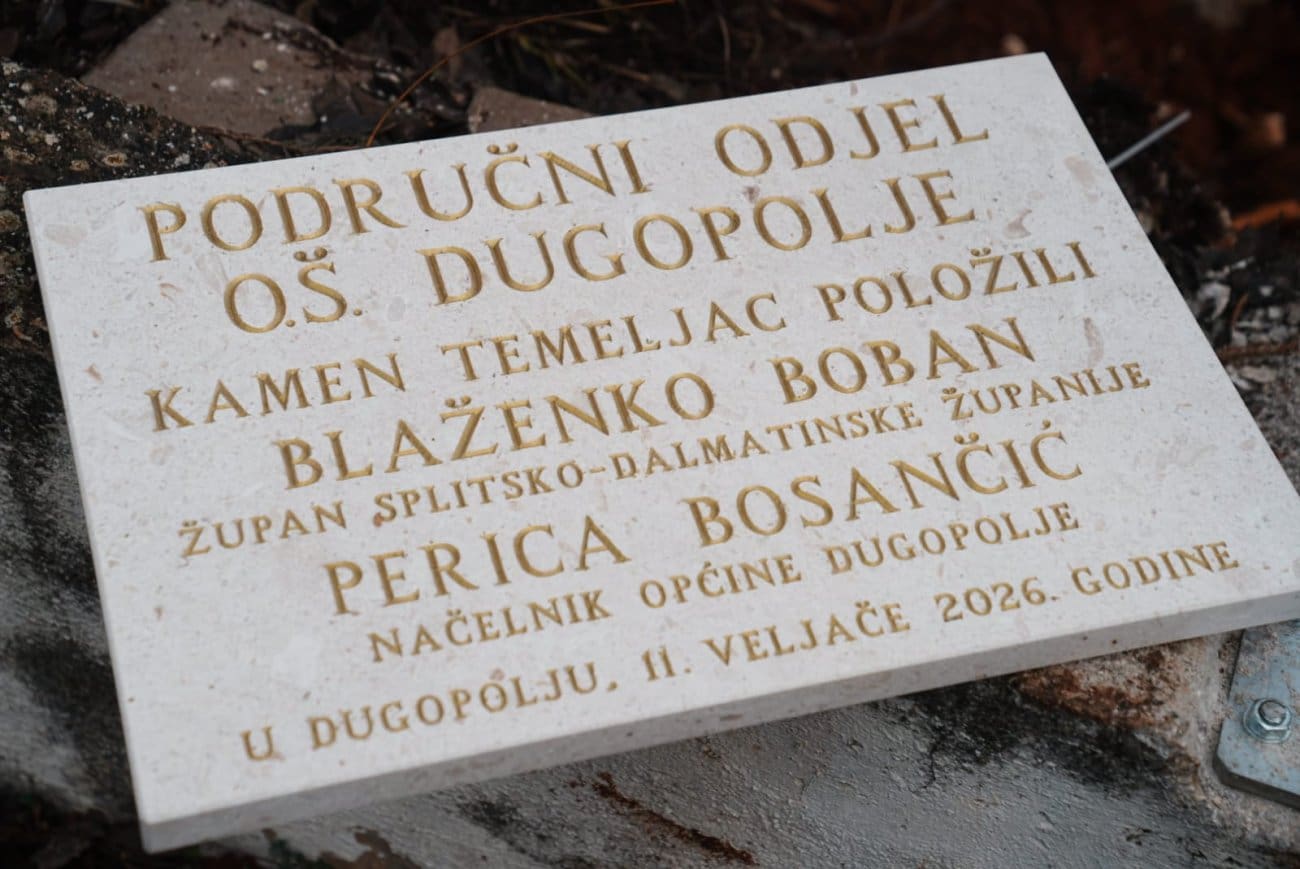 PODRUČNI ODJEL
O.Š. DUGOPOLJE
KAMEN TEMELJAC POLOŽILI
BLAŽENKO BOBAN
ŽUPAN SPLITSKO-DALMATINSKE ŽUPANIJE
PERICA BOSANČIĆ
NAČELNIK OPĆINE DUGOPOLJE
U DUGOPOLJU, 11. VELJAČE 2026. GODINE